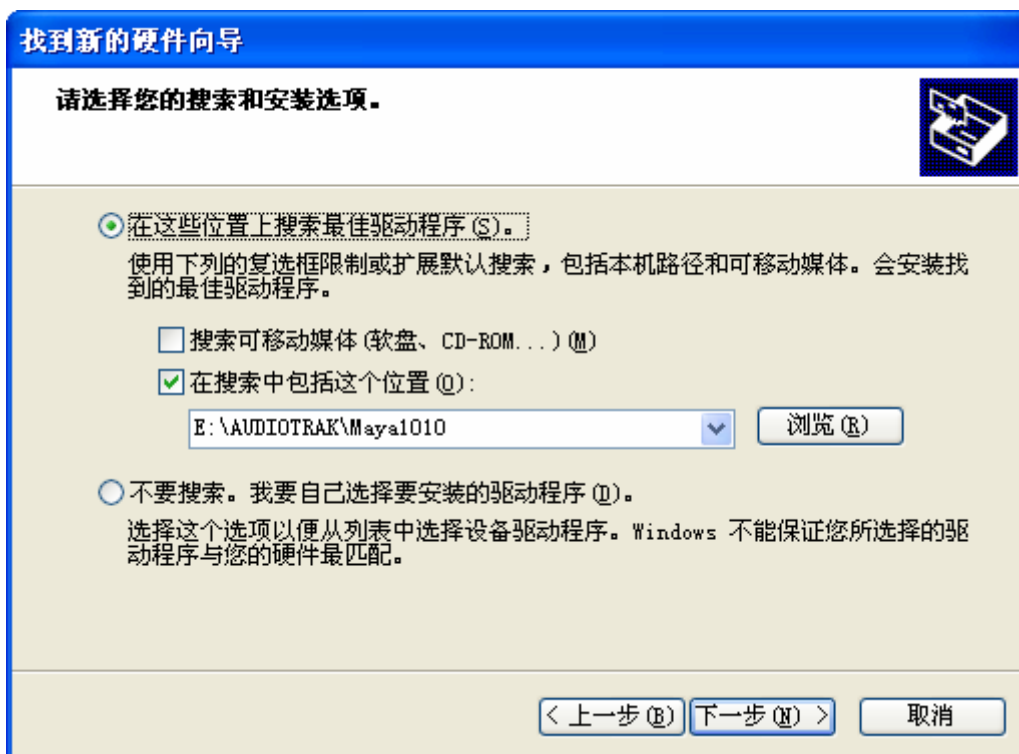 找到新的硬件向导
请选择您的搜索和安装选项。
在这些位置上搜索最佳驱动程序(S)。
使用下列的复选框限制或扩展默认搜索，包括本机路径和可移动媒体。会安装找
到的最佳驱动程序。
搜索可移动媒体(软盘、CD-ROM...)(M)
在搜索中包括这个位置(O):
E:\AUDIOTRAK\Maya1010
浏览(R)
不要搜索。我要自己选择要安装的驱动程序(D)。
选择这个选项以便从列表中选择设备驱动程序。Windows 不能保证您所选择的驱
动程序与您的硬件最匹配。
< 上一步(B) 下一步(N) > 取消